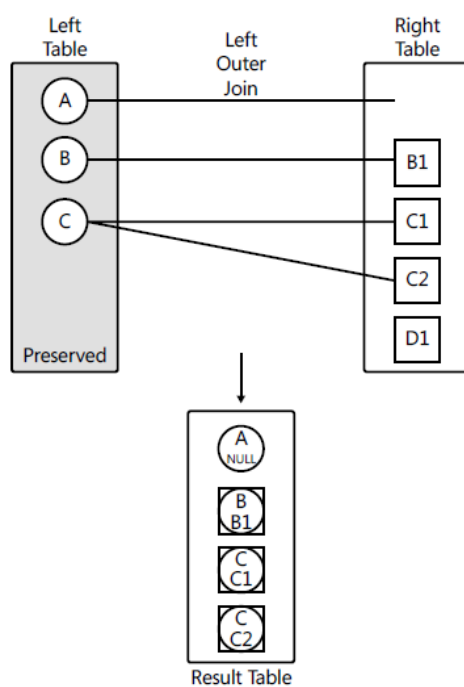 Left
Table
Left
Outer
Join
Right
Table
A
B
B1
C
C1
C2
D1
Preserved
A
NULL
B
B1
C
C1
C
C2
Result Table